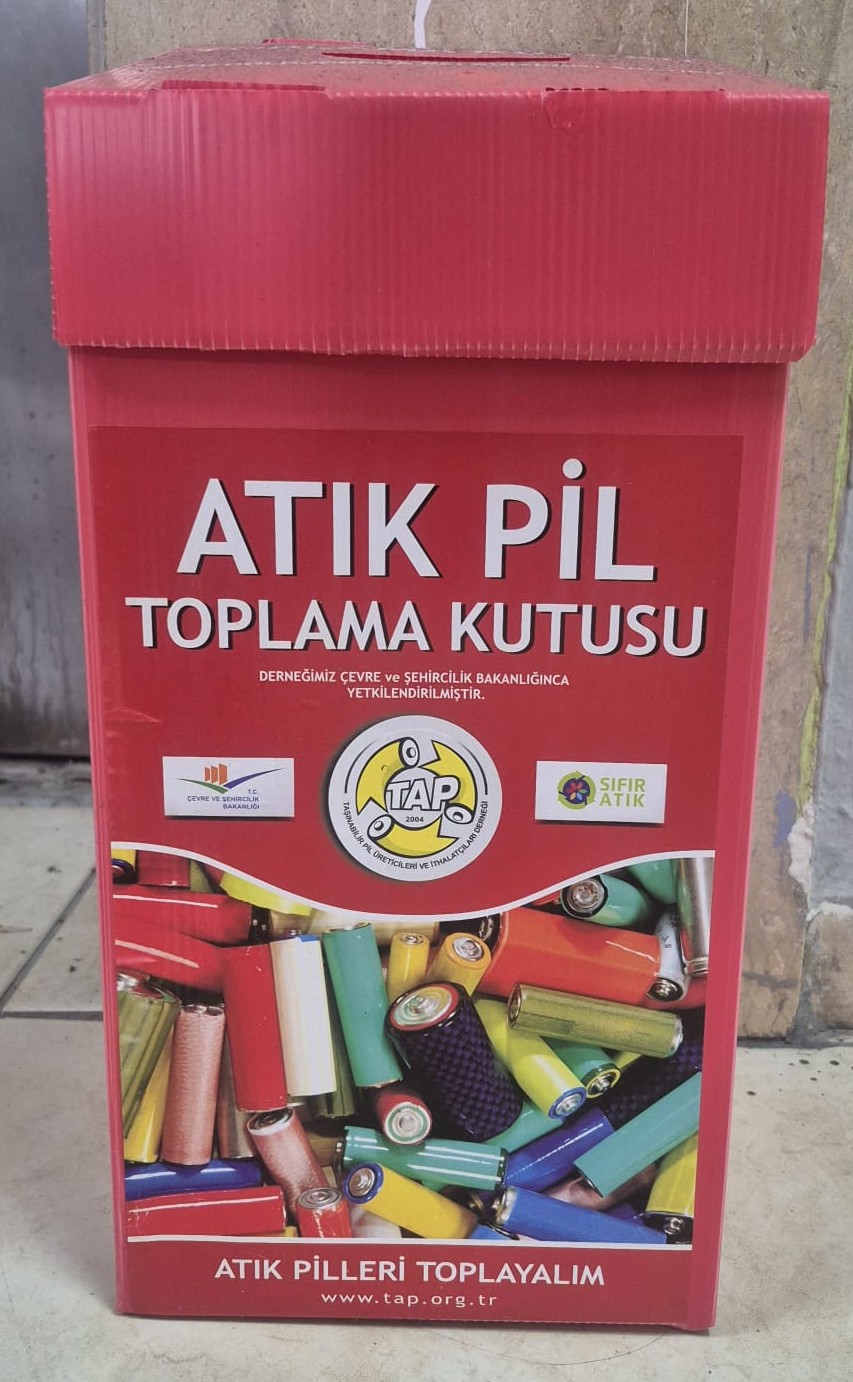 ATIK PİL
TOPLAMA KUTUSU
DERNEĞİMİZ ÇEVRE ve ŞEHİRCİLİK BAKANLIĞINCA
YETKİLENDİRİLMİŞTİR.
T.C.
ÇEVRE VE ŞEHİRCİLİK
BAKANLIĞI
TAP
2004
TAŞINABİLİR PİL ÜRETİCİLERİ VE İTHALATÇILARI DERNEĞİ
SIFIR
ATIK
ATIK PİLLERİ TOPLAYALIM
www.tap.org.tr